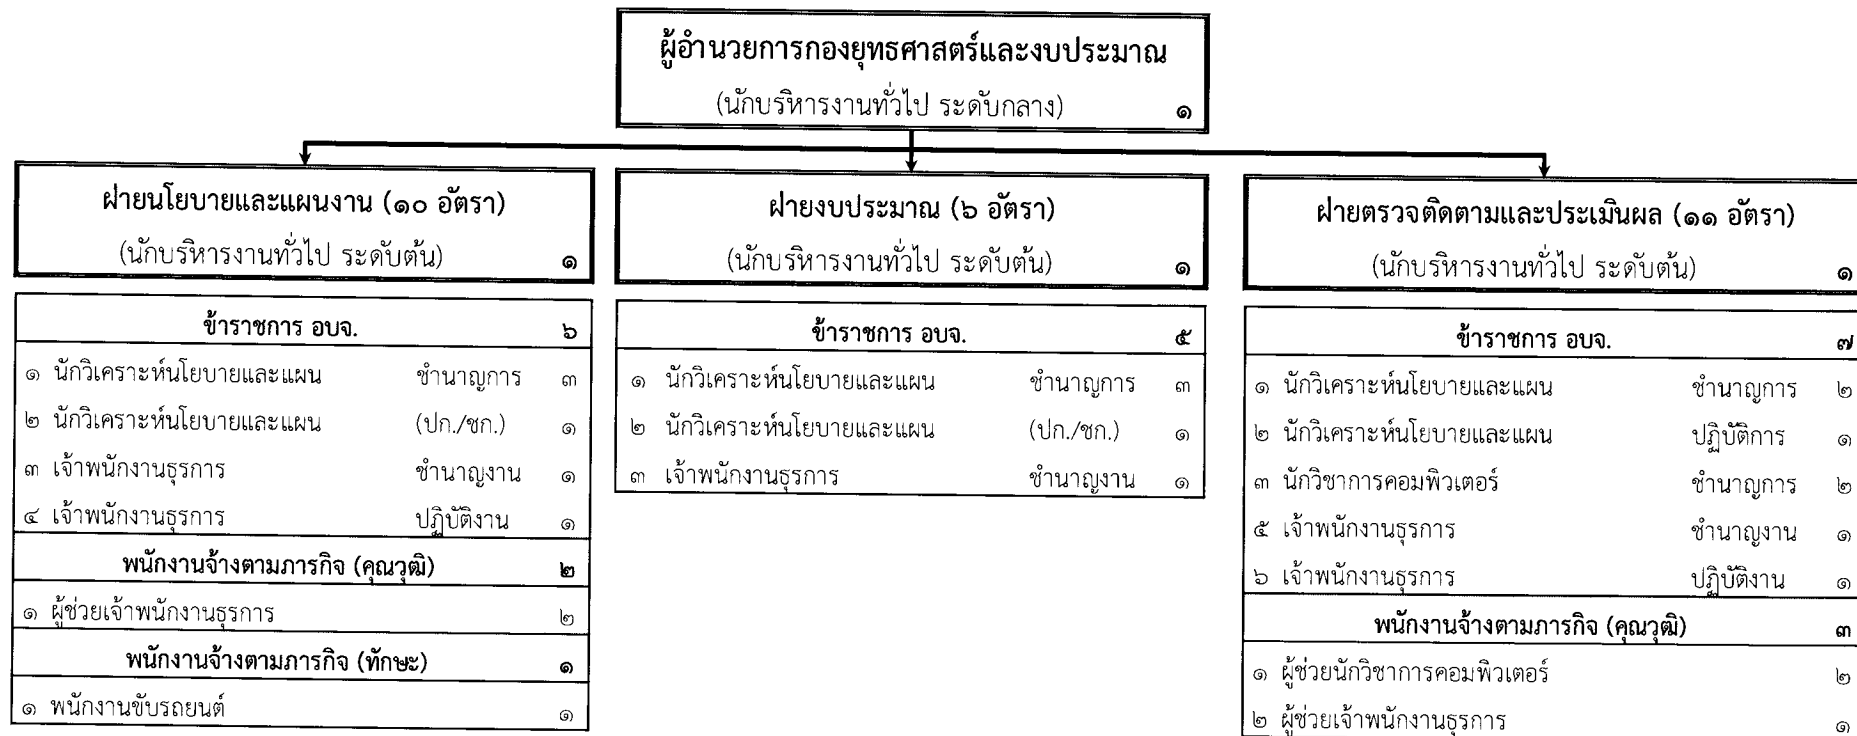 ผู้อำนวยการกองยุทธศาสตร์และงบประมาณ
(นักบริหารงานทั่วไป ระดับกลาง) ๑
ฝ่ายนโยบายและแผนงาน (๑๐ อัตรา)
(นักบริหารงานทั่วไป ระดับต้น) ๑
ข้าราชการ อบจ. ๖
๑ นักวิเคราะห์นโยบายและแผน ชำนาญการ ๓
๒ นักวิเคราะห์นโยบายและแผน (ปก./ชก.) ๑
๓ เจ้าพนักงานธุรการ ชำนาญงาน ๑
๔ เจ้าพนักงานธุรการ ปฏิบัติงาน ๑
พนักงานจ้างตามภารกิจ (คุณวุฒิ) ๒
๑ ผู้ช่วยเจ้าพนักงานธุรการ ๒
พนักงานจ้างตามภารกิจ (ทักษะ) ๑
๑ พนักงานขับรถยนต์ ๑
ฝ่ายงบประมาณ (๖ อัตรา)
(นักบริหารงานทั่วไป ระดับต้น) ๑
ข้าราชการ อบจ. ๕
๑ นักวิเคราะห์นโยบายและแผน ชำนาญการ ๓
๒ นักวิเคราะห์นโยบายและแผน (ปก./ชก.) ๑
๓ เจ้าพนักงานธุรการ ชำนาญงาน ๑
ฝ่ายตรวจติดตามและประเมินผล (๑๑ อัตรา)
(นักบริหารงานทั่วไป ระดับต้น) ๑
ข้าราชการ อบจ. ๗
๑ นักวิเคราะห์นโยบายและแผน ชำนาญการ ๒
๒ นักวิเคราะห์นโยบายและแผน ปฏิบัติการ ๑
๓ นักวิชาการคอมพิวเตอร์ ชำนาญการ ๒
๕ เจ้าพนักงานธุรการ ชำนาญงาน ๑
๖ เจ้าพนักงานธุรการ ปฏิบัติงาน ๑
พนักงานจ้างตามภารกิจ (คุณวุฒิ) ๓
๑ ผู้ช่วยนักวิชาการคอมพิวเตอร์ ๒
๒ ผู้ช่วยเจ้าพนักงานธุรการ ๑